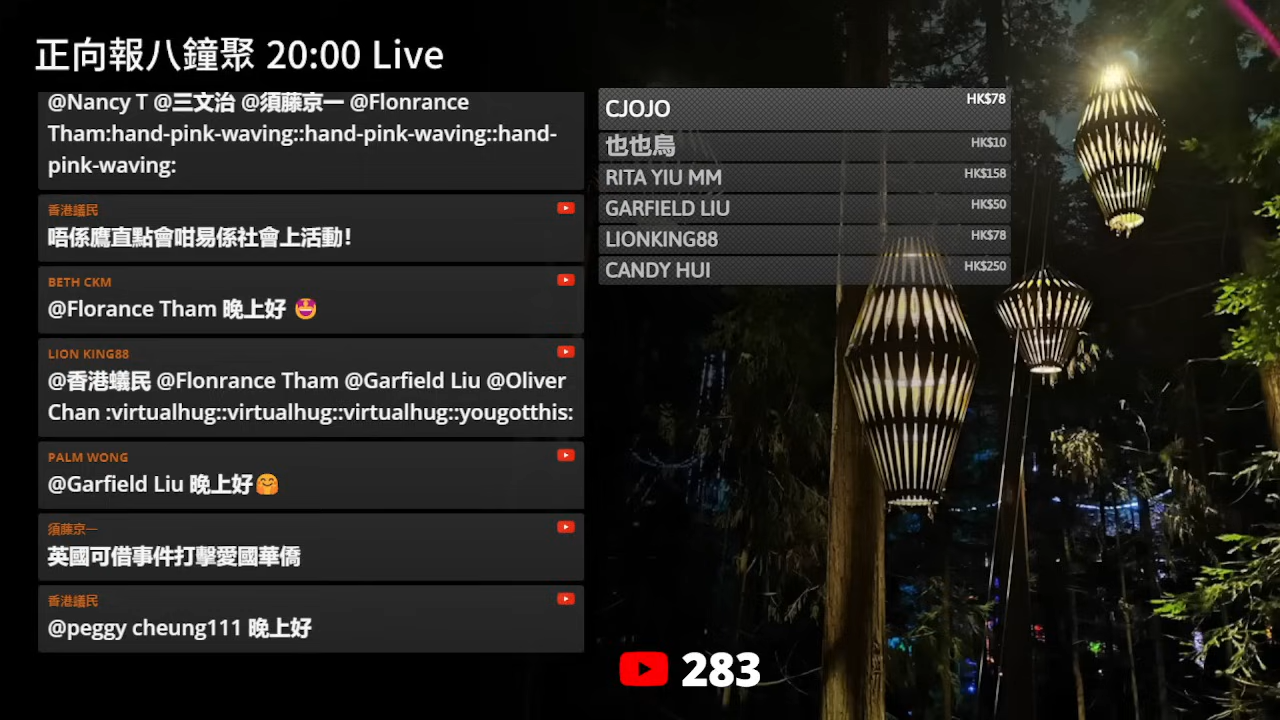 正向報八鐘聚 20:00 Live
@Nancy T @三文治 @須藤京一 @Flonrance
Tham:hand-pink-waving::hand-pink-waving::hand-
pink-waving:
香港蟻民
唔係鷹直點會咁易係社會上活動！
BETH CKM
@Florance Tham 晚上好
LION KING88
@香港蟻民 @Flonrance Tham @Garfield Liu @Oliver
Chan :virtualhug::virtualhug::virtualhug::yougotthis:
PALM WONG
@Garfield Liu 晚上好
須藤京一
英國可借事件打擊愛國華僑
香港蟻民
@peggy cheung111 晚上好
CJOJO HK$78
也也烏 HK$10
RITA YIU MM HK$158
GARFIELD LIU HK$50
LIONKING88 HK$78
CANDY HUI HK$250
283